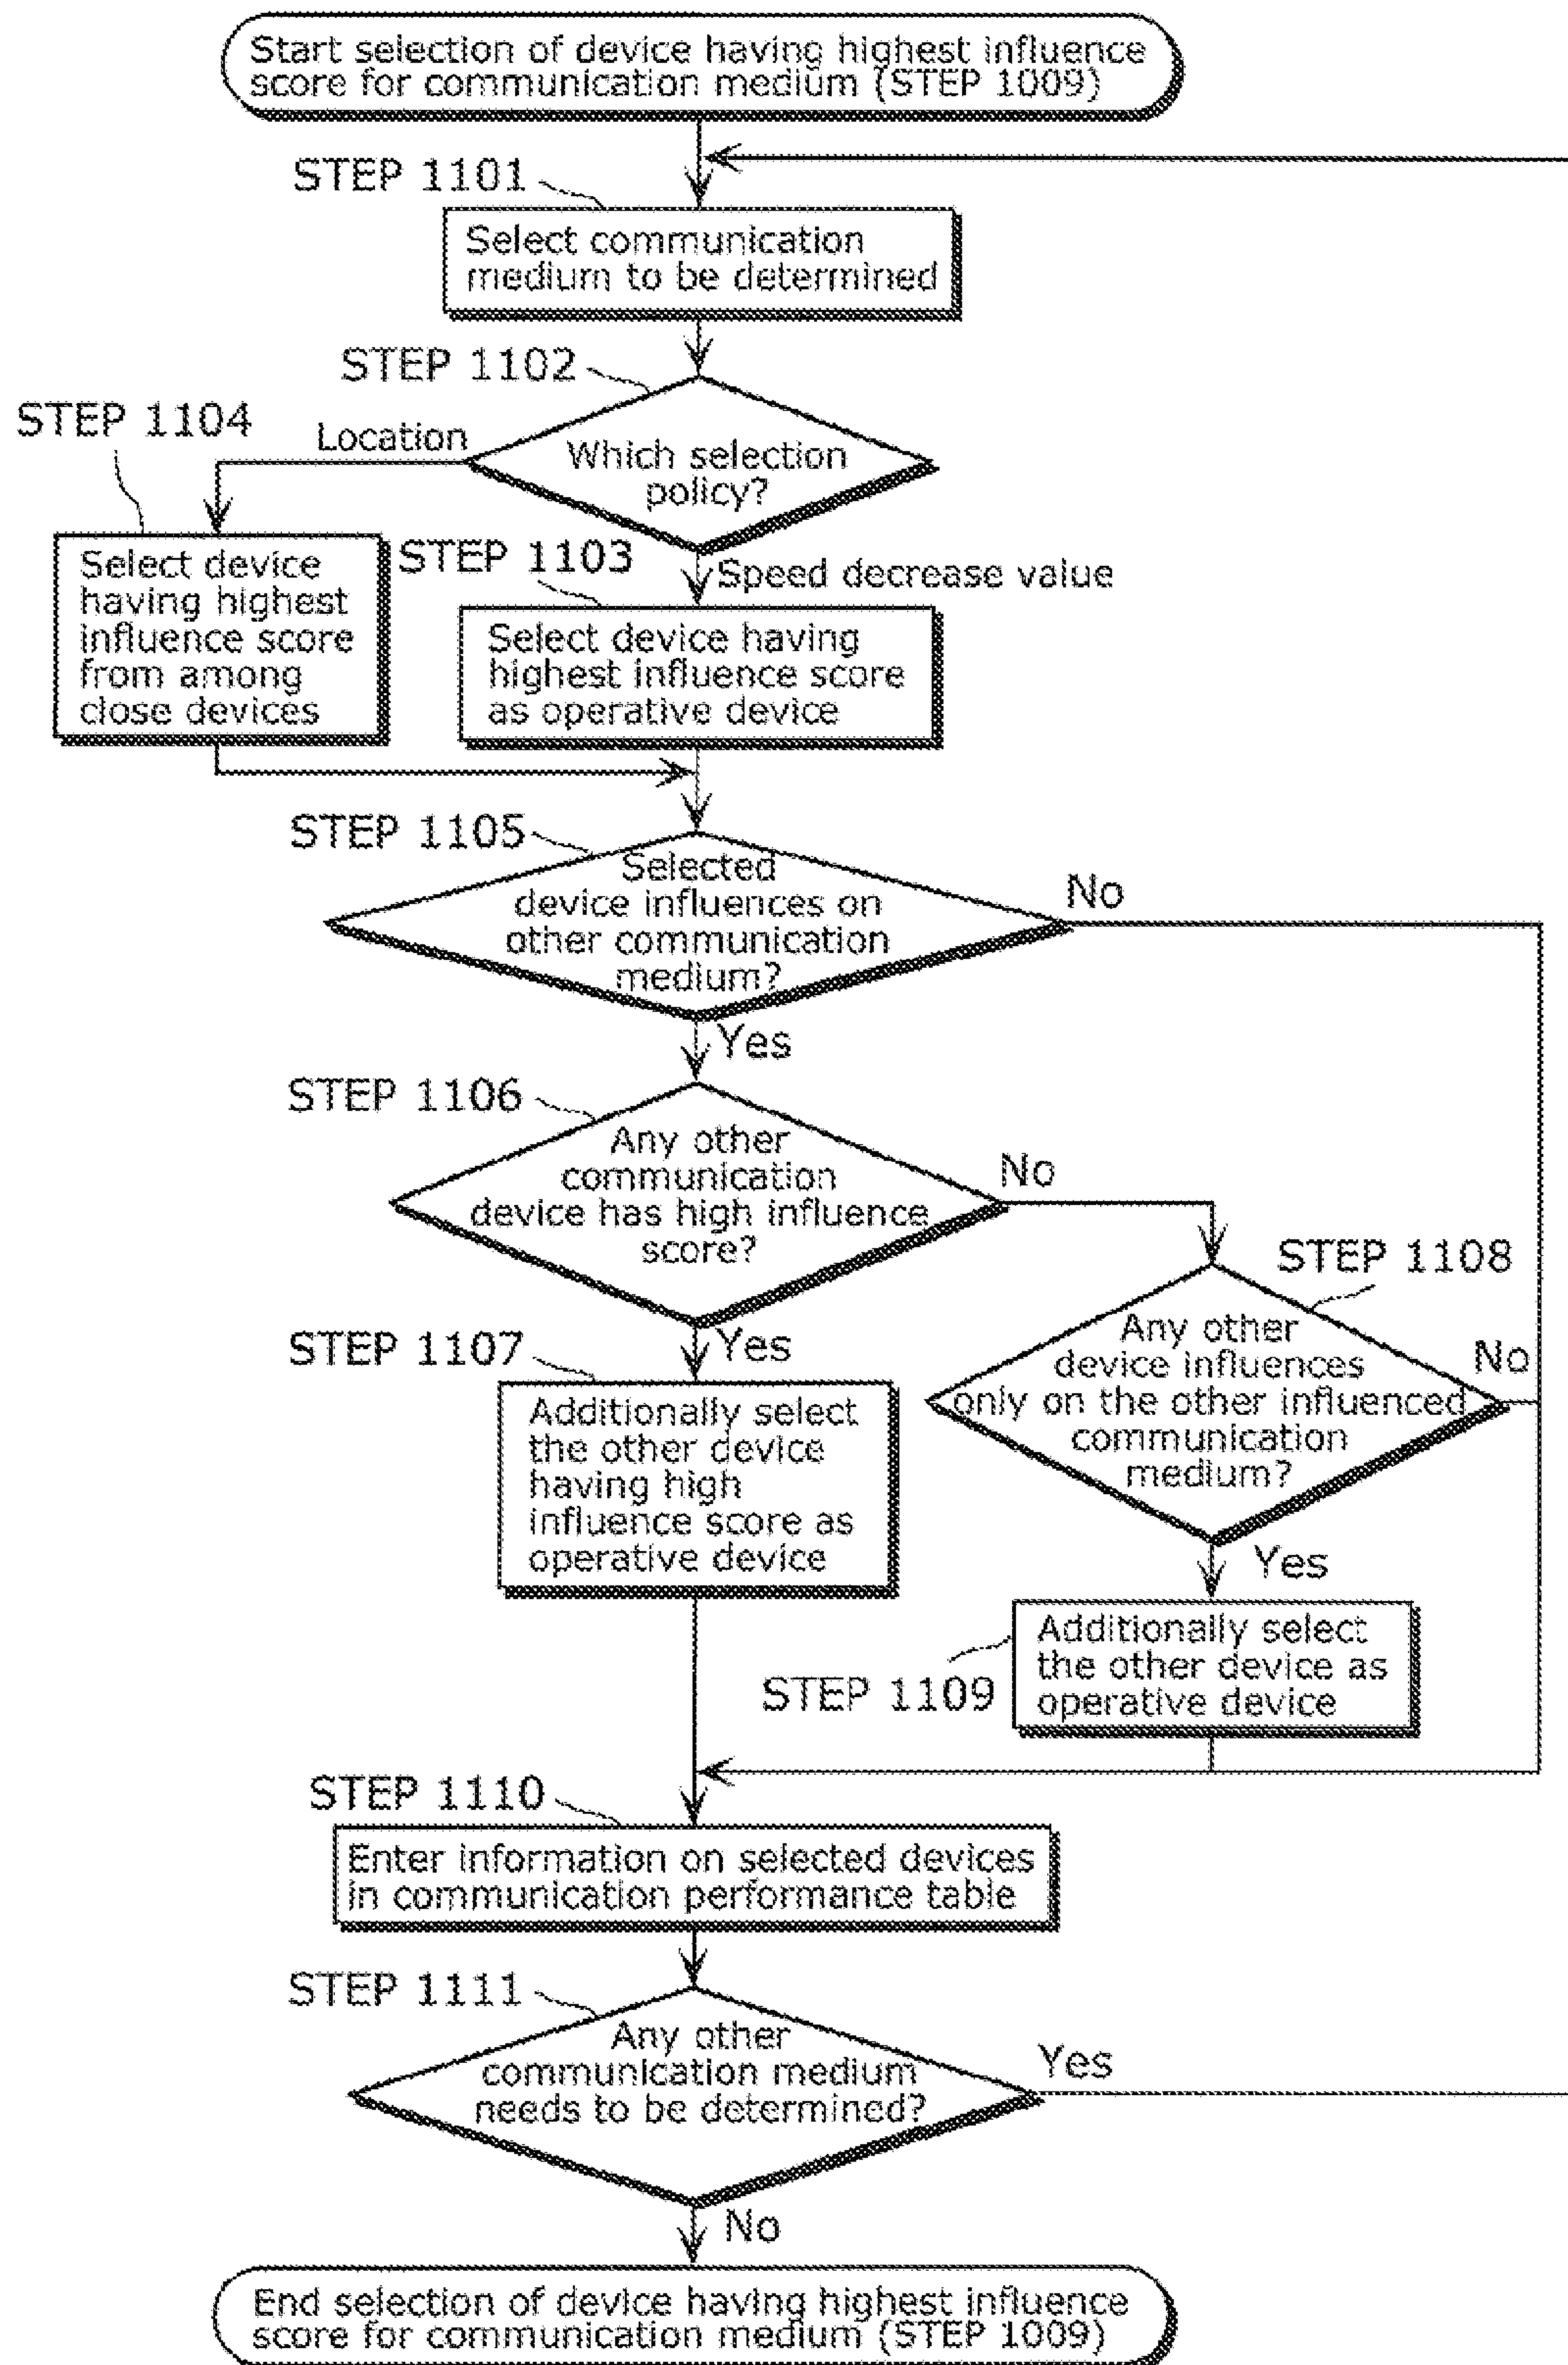 Start selection of device having highest influence
score for communication medium (STEP 1009)
STEP 1101
Select communication
medium to be determined
STEP 1102
Which selection
policy?
Location
STEP 1104
Select device
having highest
influence score
from among
close devices
Speed decrease value
STEP 1103
Select device having
highest influence score
as operative device
STEP 1105
Selected
device influences on
other communication
medium?
No
Yes
STEP 1106
Any other
communication
device has high influence
score?
No
Yes
STEP 1107
Additionally select
the other device
having high
influence score as
operative device
STEP 1108
Any other
device influences
only on the other influenced
communication
medium?
No
Yes
STEP 1109
Additionally select
the other device as
operative device
STEP 1110
Enter information on selected devices
in communication performance table
STEP 1111
Any other
communication medium
needs to be determined?
Yes
No
End selection of device having highest influence
score for communication medium (STEP 1009)